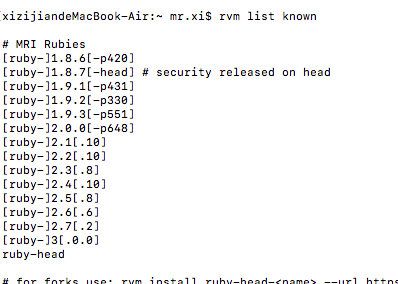 [xizijiandeMacBook-Air:~ mr.xi$ rvm list known
# MRI Rubies
[ruby-]1.8.6[-p420]
[ruby-]1.8.7[-head] # security released on head
[ruby-]1.9.1[-p431]
[ruby-]1.9.2[-p330]
[ruby-]1.9.3[-p551]
[ruby-]2.0.0[-p648]
[ruby-]2.1[.10]
[ruby-]2.2[.10]
[ruby-]2.3[.8]
[ruby-]2.4[.10]
[ruby-]2.5[.8]
[ruby-]2.6[.6]
[ruby-]2.7[.2]
[ruby-]3[.0.0]
ruby-head
# for forks use: rvm install ruby-head-<name> --url https